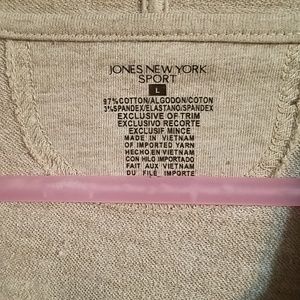 JONES NEW YORK
SPORT
L
97%COTTON/ALGODON/COTON
3%SPANDEX/ELASTANO/SPANDEX
EXCLUSIVE OF TRIM
EXCLUSIVO RECORTE
EXCLUSIF MINCE
MADE IN VIETNAM
OF IMPORTED YARN
HECHO EN VIETNAM
CON HILO IMPORTADO
FAIT AUX VIETNAM
DU FILE IMPORTE